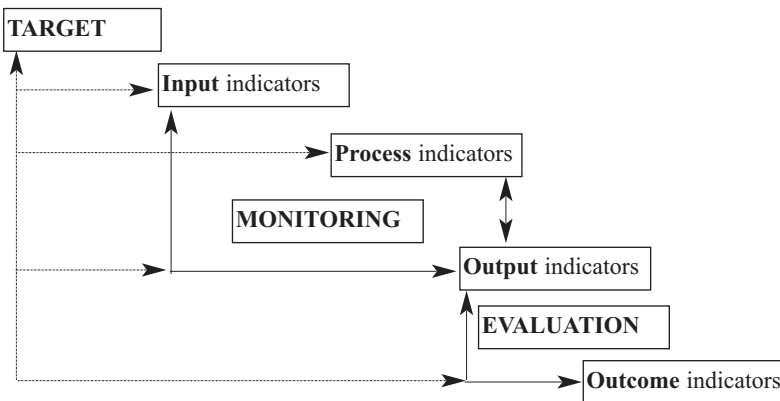 TARGET
Input indicators
Process indicators
MONITORING
Output indicators
EVALUATION
Outcome indicators